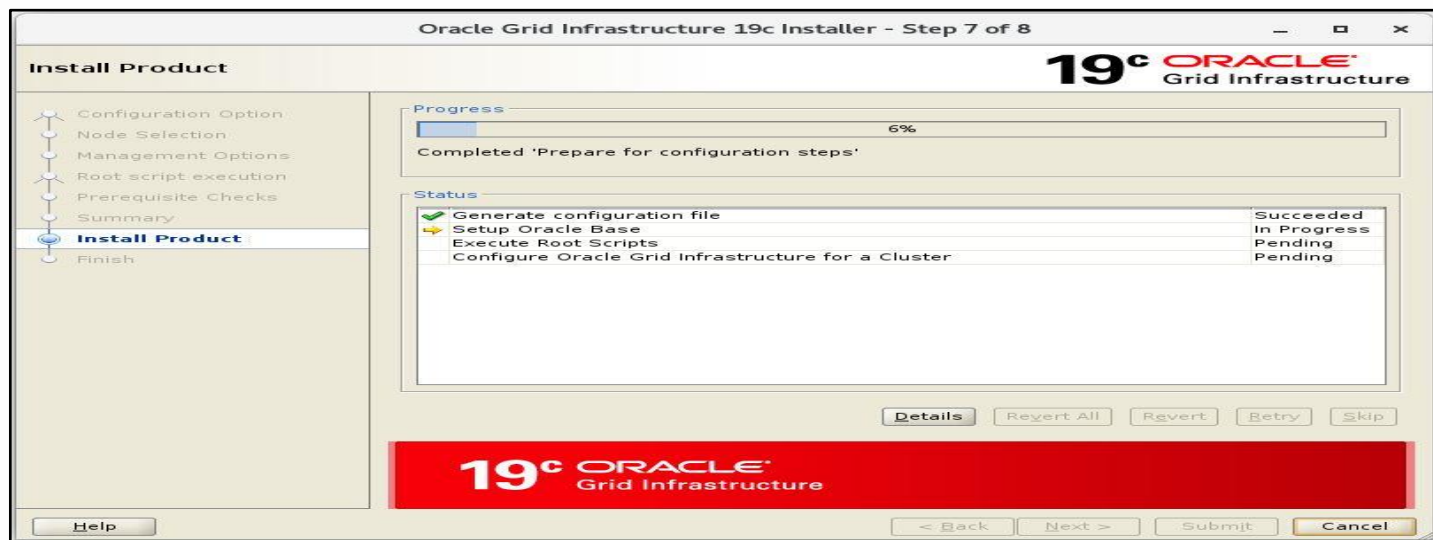 Oracle Grid Infrastructure 19c Installer - Step 7 of 8
Install Product
19c ORACLE
Grid Infrastructure
Configuration Option
Node Selection
Management Options
Root script execution
Prerequisite Checks
Summary
Install Product
Finish
Progress
6%
Completed 'Prepare for configuration steps'
Status
Generate configuration file Succeeded
Setup Oracle Base In Progress
Execute Root Scripts Pending
Configure Oracle Grid Infrastructure for a Cluster Pending
Details Revert All Revert Retry Skip
19c ORACLE
Grid Infrastructure
Help < Back Next > Submit Cancel